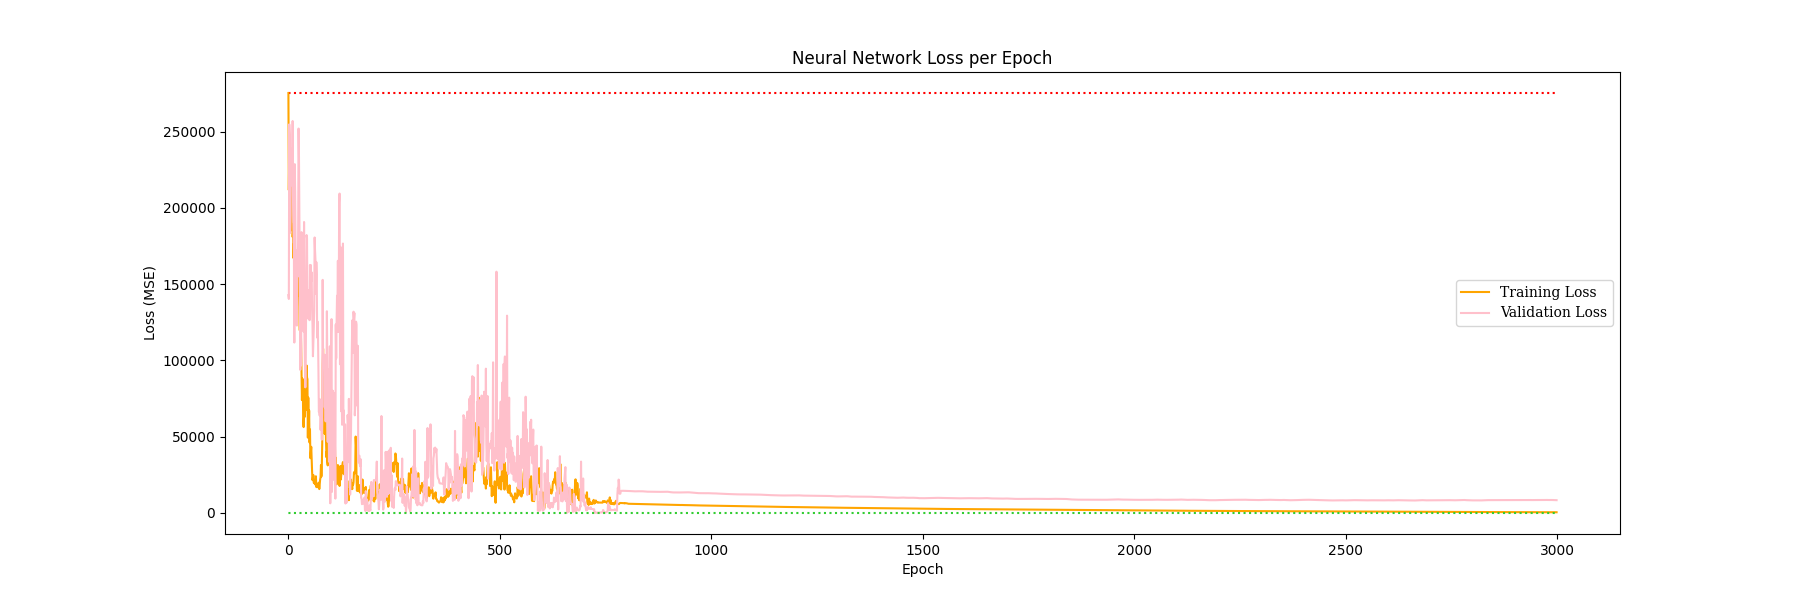 Neural Network Loss per Epoch
Loss (MSE)
250000
200000
150000
100000
50000
0
Training Loss
Validation Loss
0 500 1000 1500 2000 2500 3000
Epoch